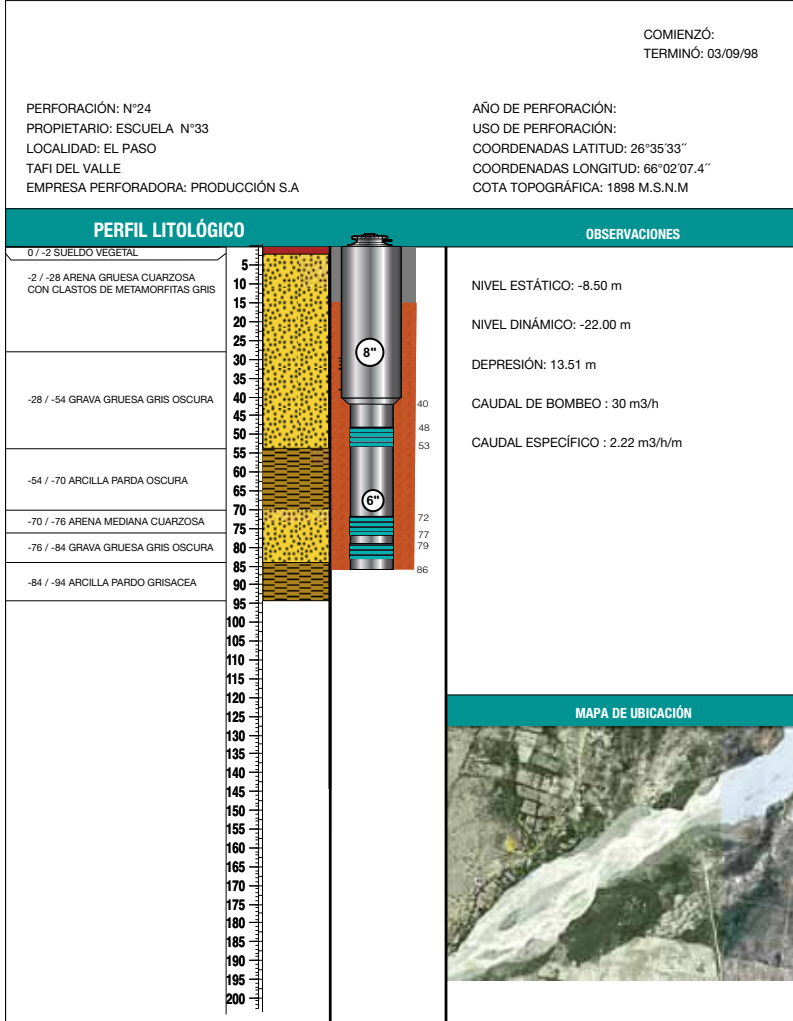 COMIENZÓ:
TERMINÓ: 03/09/98
PERFORACIÓN: N°24
PROPIETARIO: ESCUELA N°33
LOCALIDAD: EL PASO
TAFI DEL VALLE
EMPRESA PERFORADORA: PRODUCCIÓN S.A
AÑO DE PERFORACIÓN:
USO DE PERFORACIÓN:
COORDENADAS LATITUD: 26°35´33´´
COORDENADAS LONGITUD: 66°02´07.4´´
COTA TOPOGRÁFICA: 1898 M.S.N.M
PERFIL LITOLÓGICO
0 / -2 SUELDO VEGETAL
-2 / -28 ARENA GRUESA CUARZOSA
CON CLASTOS DE METAMORFITAS GRIS
-28 / -54 GRAVA GRUESA GRIS OSCURA
-54 / -70 ARCILLA PARDA OSCURA
-70 / -76 ARENA MEDIANA CUARZOSA
-76 / -84 GRAVA GRUESA GRIS OSCURA
-84 / -94 ARCILLA PARDO GRISACEA
5
10
15
20
25
30
35
40
45
50
55
60
65
70
75
80
85
90
95
100
105
110
115
120
125
130
135
140
145
150
155
160
165
170
175
180
185
190
195
200
8"
6"
40
48
53
72
77
79
86
OBSERVACIONES
NIVEL ESTÁTICO: -8.50 m
NIVEL DINÁMICO: -22.00 m
DEPRESIÓN: 13.51 m
CAUDAL DE BOMBEO : 30 m3/h
CAUDAL ESPECÍFICO : 2.22 m3/h/m
MAPA DE UBICACIÓN